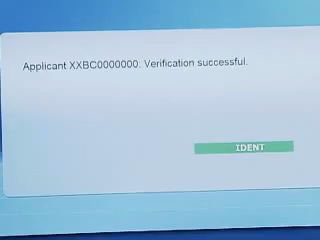 Applicant XXBC0000000: Verification successful.
IDENT